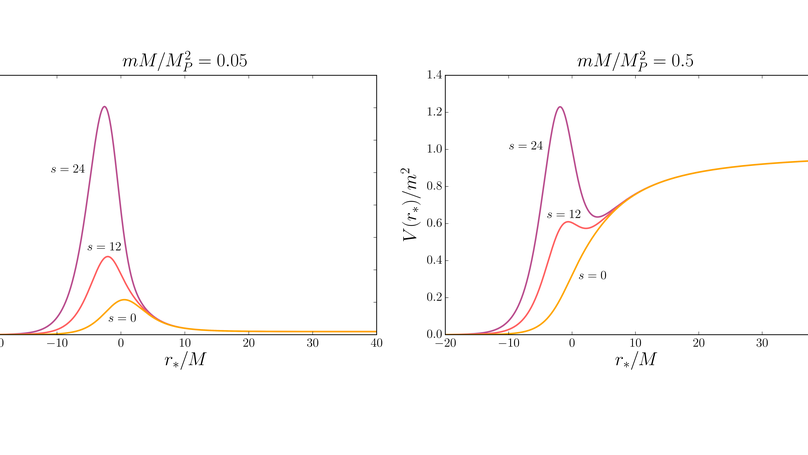 mM/M_P^2 = 0.05
s = 24
s = 12
s = 0
0 −10 0 10 20 30 40
r_*/M
mM/M_P^2 = 0.5
V(r_*)/m^2
1.4
1.2
1.0
0.8
0.6
0.4
0.2
0.0
s = 24
s = 12
s = 0
−20 −10 0 10 20 30
r_*/M